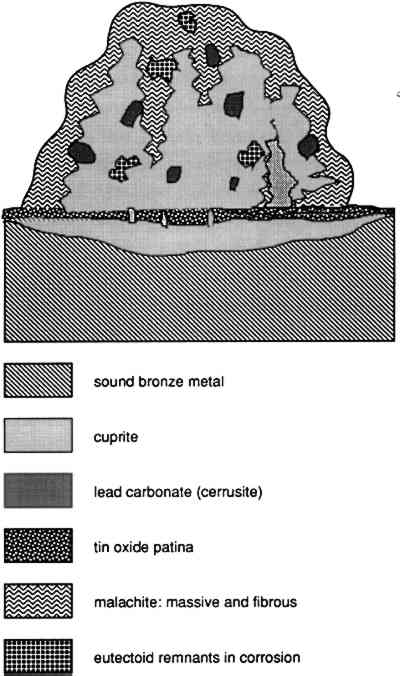 sound bronze metal
cuprite
lead carbonate (cerrusite)
tin oxide patina
malachite: massive and fibrous
eutectoid remnants in corrosion